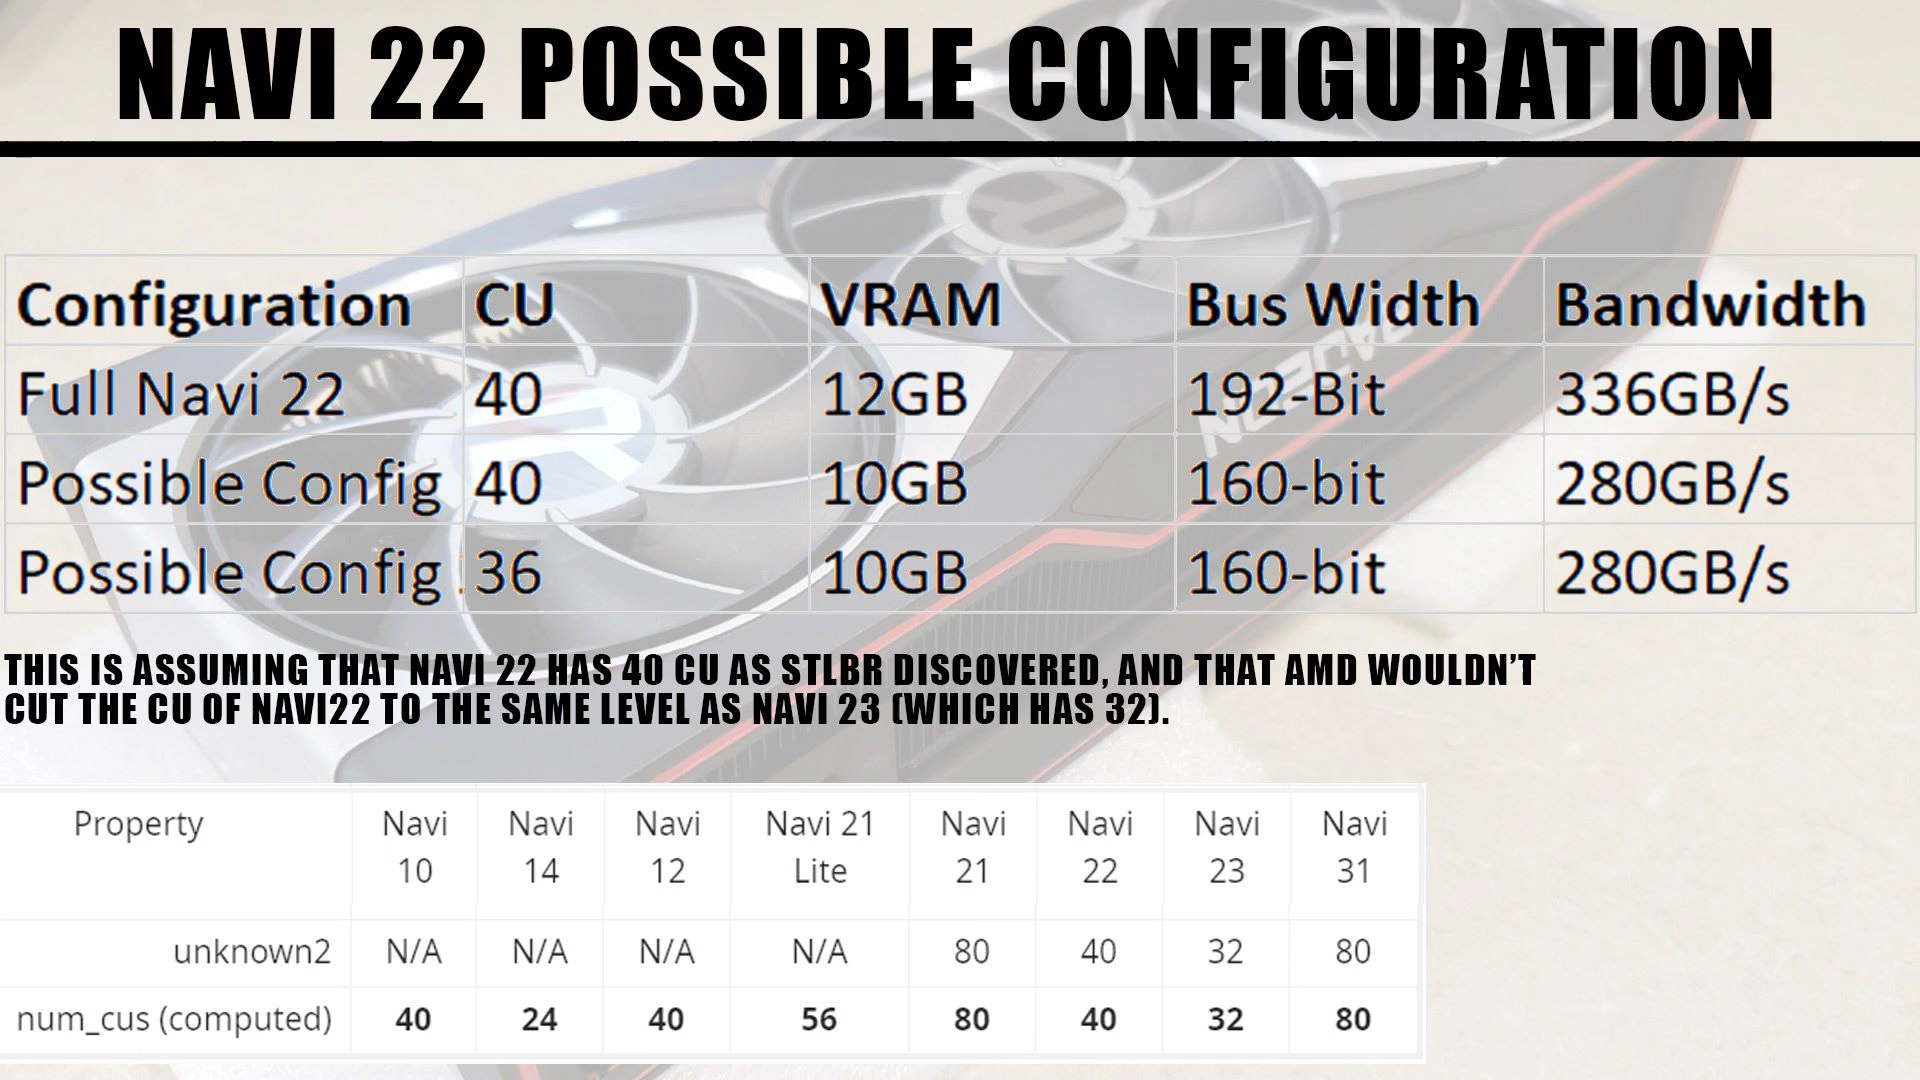 NAVI 22 POSSIBLE CONFIGURATION
Configuration CU VRAM Bus Width Bandwidth
Full Navi 22 40 12GB 192-Bit 336GB/s
Possible Config 40 10GB 160-bit 280GB/s
Possible Config 36 10GB 160-bit 280GB/s
RADEON
THIS IS ASSUMING THAT NAVI 22 HAS 40 CU AS STLBR DISCOVERED, AND THAT AMD WOULDN'T
CUT THE CU OF NAVI22 TO THE SAME LEVEL AS NAVI 23 (WHICH HAS 32).
Property Navi 10 Navi 14 Navi 12 Navi 21 Lite Navi 21 Navi 22 Navi 23 Navi 31
unknown2 N/A N/A N/A N/A 80 40 32 80
num_cus (computed) 40 24 40 56 80 40 32 80